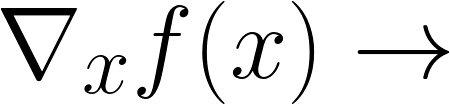 ∇ₓf(x) →